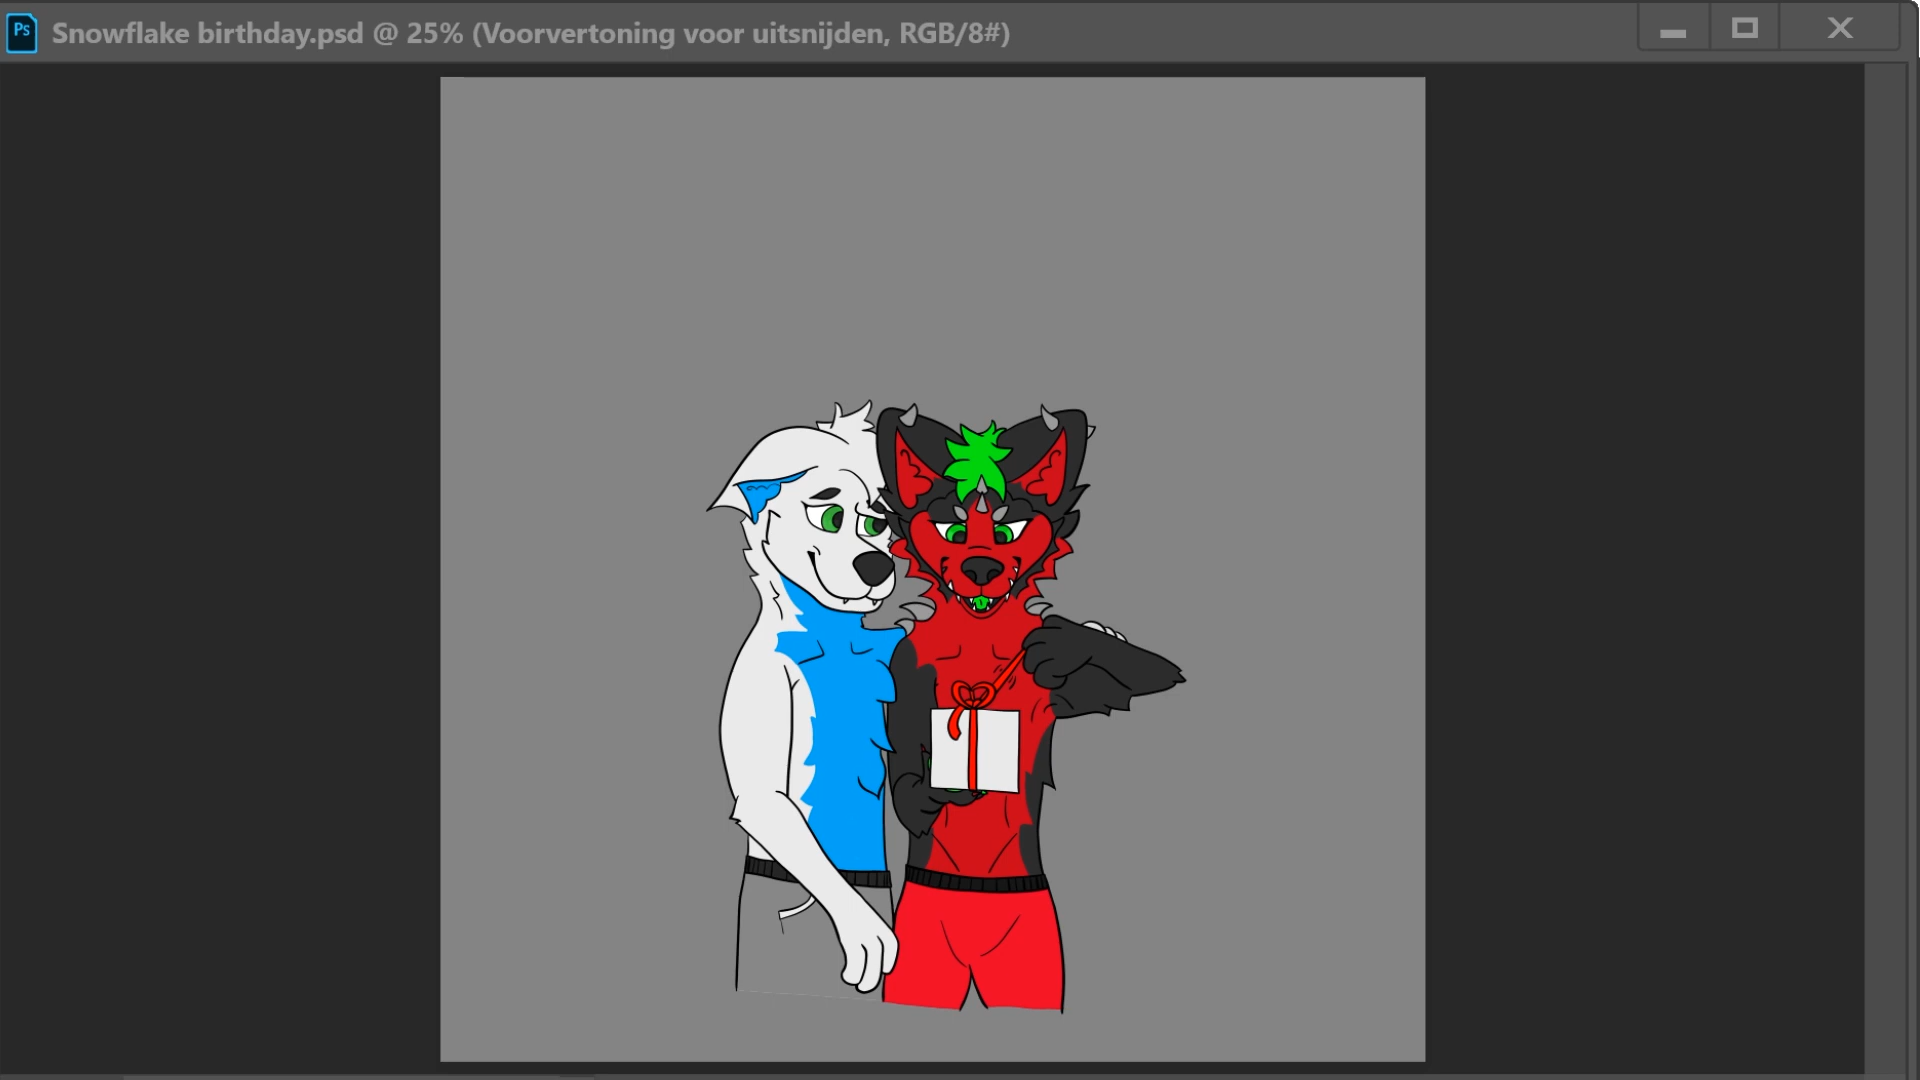 Ps
Snowflake birthday.psd @ 25% (Voorvertoning voor uitsnijden, RGB/8#)